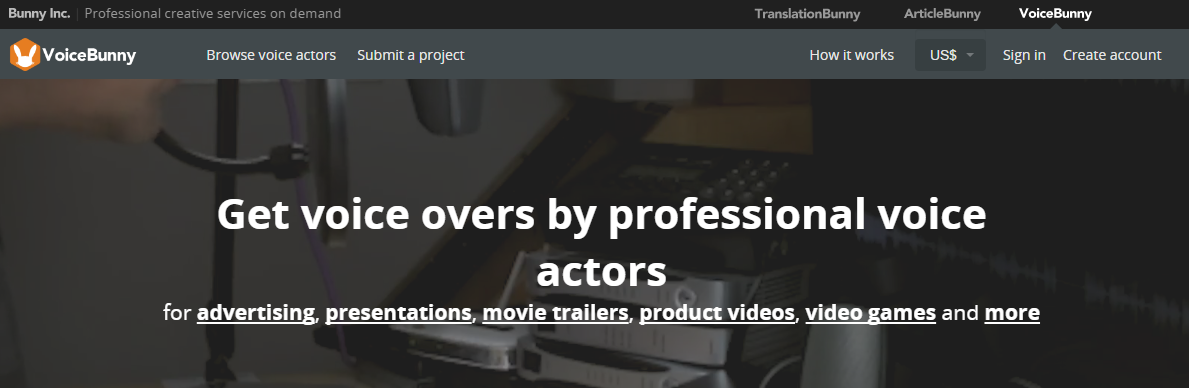 Bunny Inc. | Professional creative services on demand TranslationBunny ArticleBunny VoiceBunny
VoiceBunny Browse voice actors Submit a project How it works US$ Sign in Create account
Get voice overs by professional voice
actors
for advertising, presentations, movie trailers, product videos, video games and more